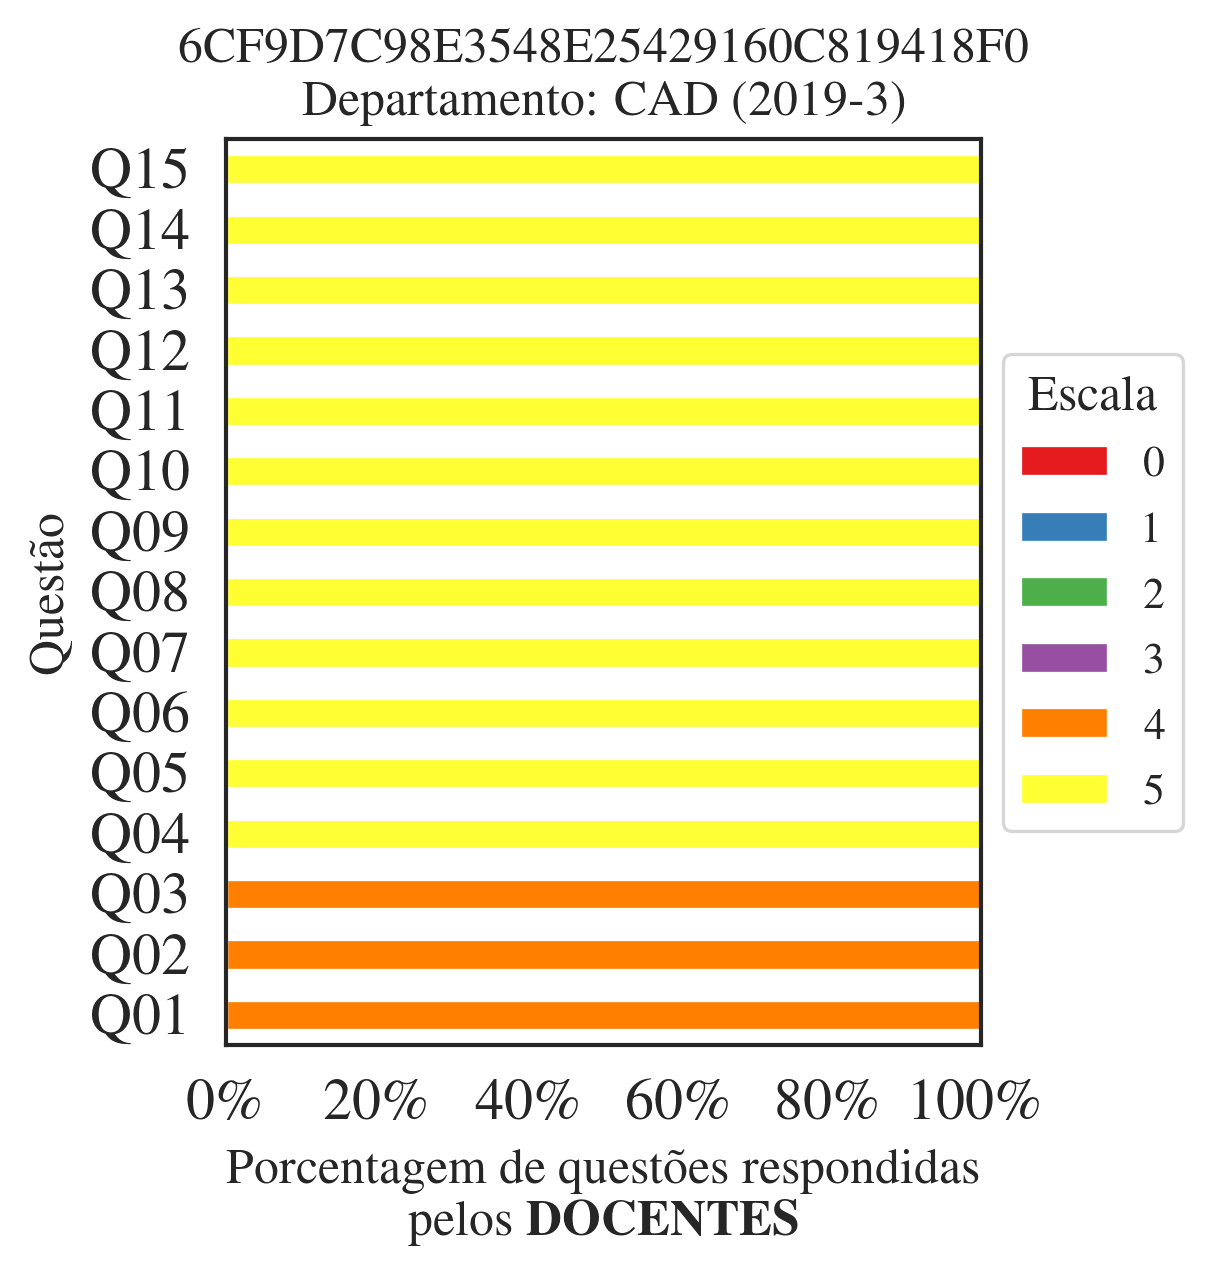 6CF9D7C98E3548E25429160C819418F0
Departamento: CAD (2019-3)
Q15
Q14
Q13
Q12
Q11
Q10
Q09
Q08
Q07
Q06
Q05
Q04
Q03
Q02
Q01
Questão
0% 20% 40% 60% 80% 100%
Porcentagem de questões respondidas
pelos DOCENTES
Escala
0
1
2
3
4
5